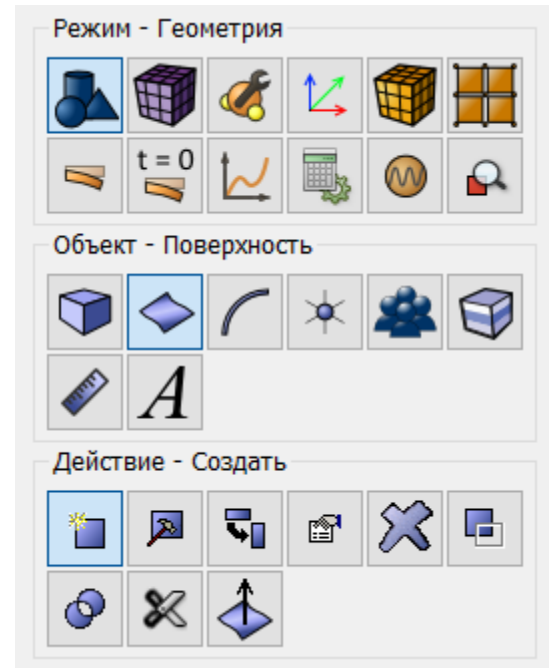 Режим - Геометрия
t = 0
Объект - Поверхность
A
Действие - Создать